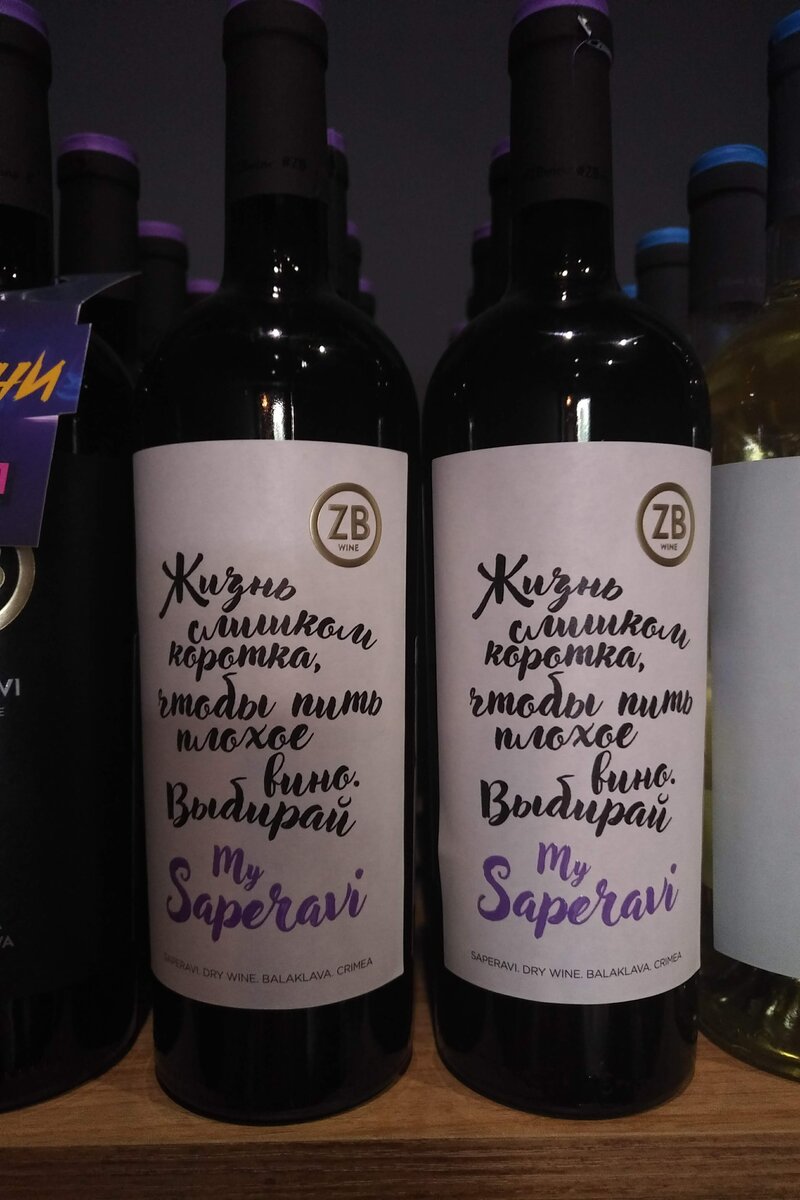 ZB
WINE
Жизнь
слишком
коротка,
чтобы пить
плохое
вино.
Выбирай
My
Saperavi
SAPERAVI. DRY WINE. BALAKLAVA. CRIMEA
ZB
WINE
Жизнь
слишком
коротка,
чтобы пить
плохое
вино.
Выбирай
My
Saperavi
SAPERAVI. DRY WINE. BALAKLAVA. CRIMEA